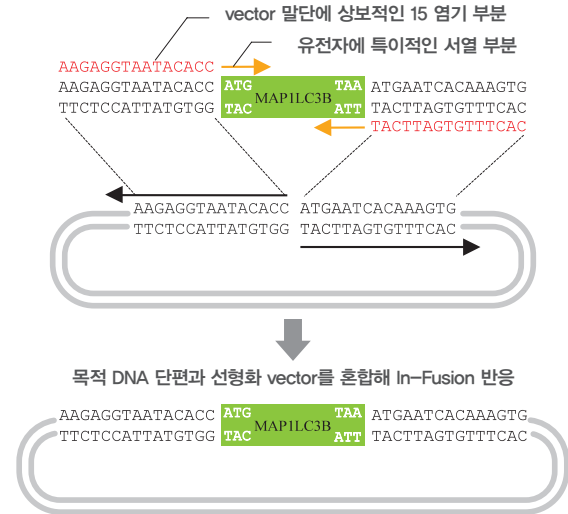 vector 말단에 상보적인 15 염기 부분
유전자에 특이적인 서열 부분
AAGAGGTAATACACC
AAGAGGTAATACACC ATG MAP1LC3B TAA ATGAATCACAAAGTG
TTCTCCATTATGTGG TAC ATT TACTTAGTGTTTCAC
TACTTAGTGTTTCAC
AAGAGGTAATACACC ATGAATCACAAAGTG
TTCTCCATTATGTGG TACTTAGTGTTTCAC
목적 DNA 단편과 선형화 vector를 혼합해 In-Fusion 반응
AAGAGGTAATACACC ATG MAP1LC3B TAA ATGAATCACAAAGTG
TTCTCCATTATGTGG TAC ATT TACTTAGTGTTTCAC